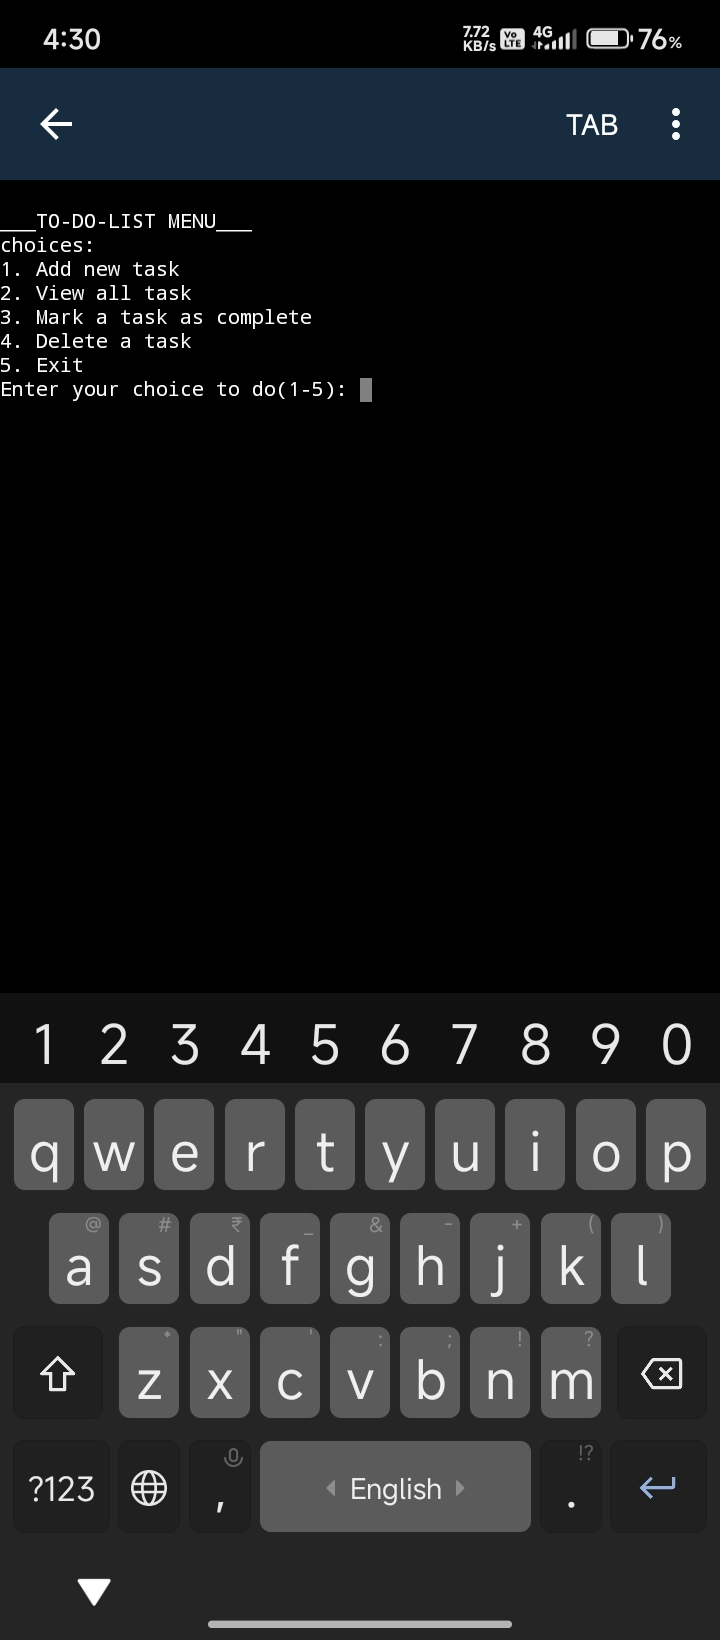 4:30 7.72 KB/s Vo LTE 4G 76%
TAB
___TO-DO-LIST MENU___
choices:
1. Add new task
2. View all task
3. Mark a task as complete
4. Delete a task
5. Exit
Enter your choice to do(1-5):
1 2 3 4 5 6 7 8 9 0
q w e r t y u i o p
@ # ₹ _ & - + ( )
a s d f g h j k l
* " ' : ; ! ?
z x c v b n m
!?
?123 , English .